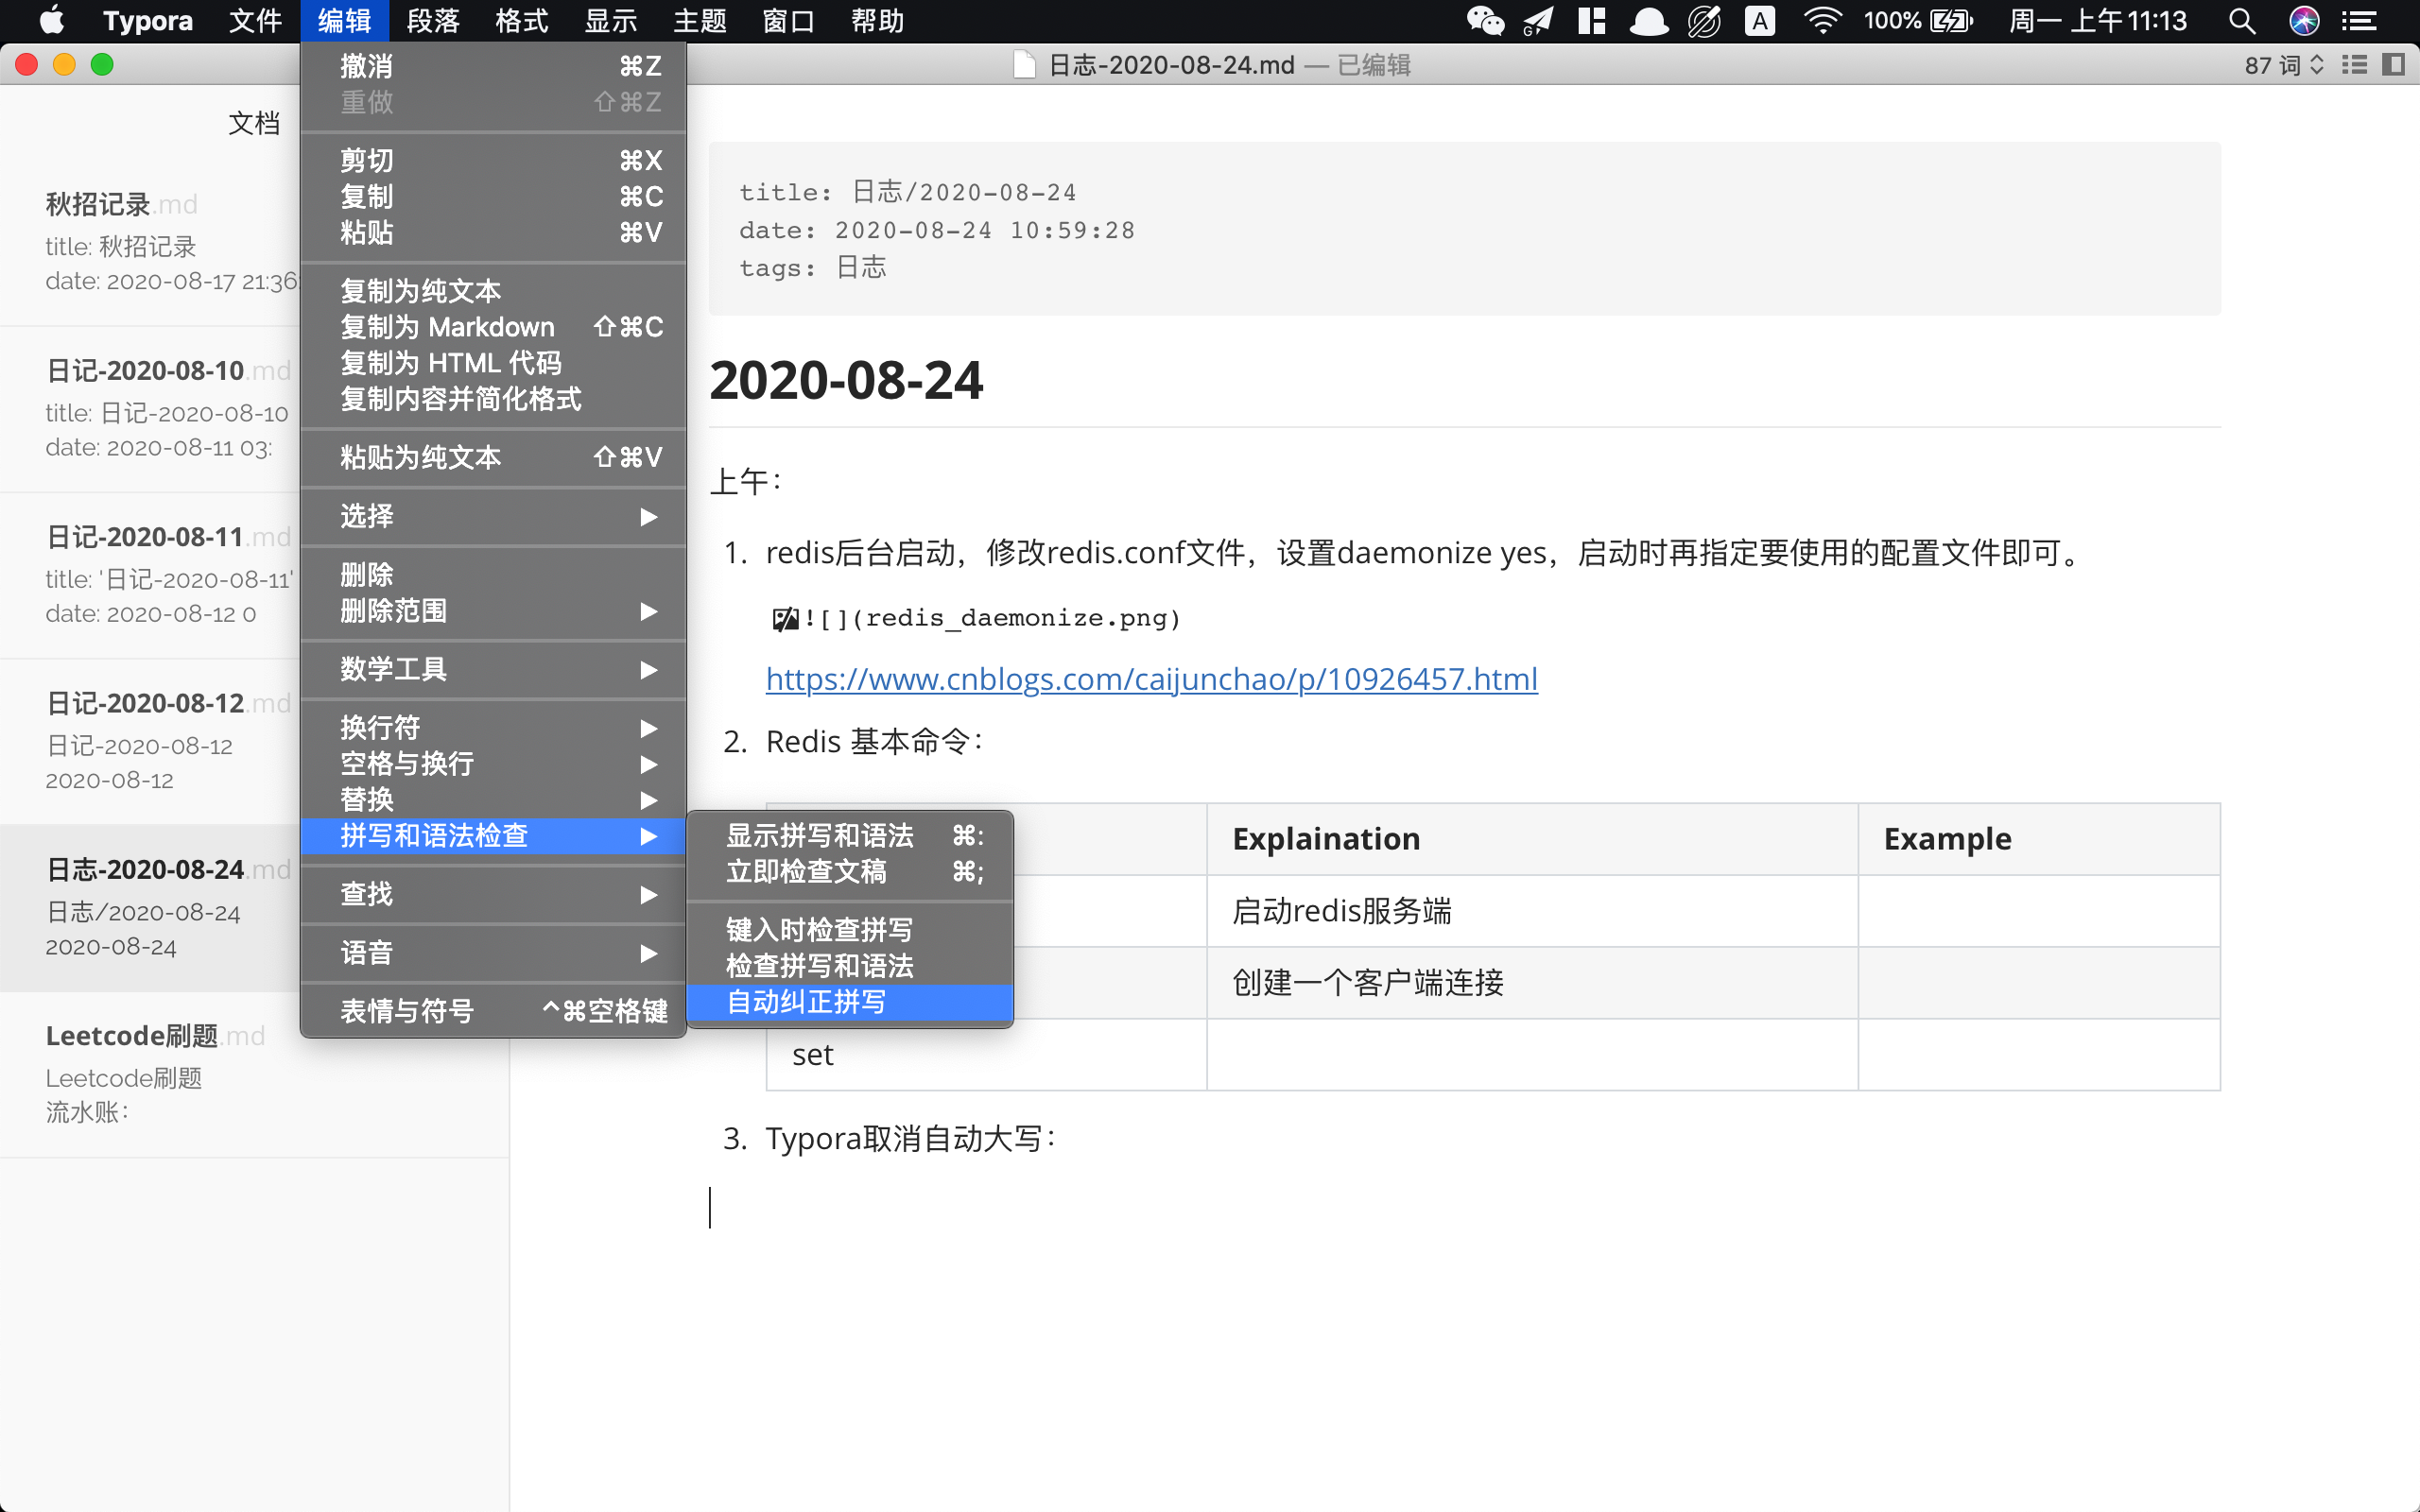 Typora 文件 编辑 段落 格式 显示 主题 窗口 帮助 A 100% 周一 上午11:13
日志-2020-08-24.md — 已编辑 87 词
文档
秋招记录.md
title: 秋招记录
date: 2020-08-17 21:36:
日记-2020-08-10.md
title: 日记-2020-08-10
date: 2020-08-11 03:
日记-2020-08-11.md
title: '日记-2020-08-11'
date: 2020-08-12 0
日记-2020-08-12.md
日记-2020-08-12
2020-08-12
日志-2020-08-24.md
日志/2020-08-24
2020-08-24
Leetcode刷题.md
Leetcode刷题
流水账：
撤消 ⌘Z
重做 ⇧⌘Z
剪切 ⌘X
复制 ⌘C
粘贴 ⌘V
复制为纯文本
复制为 Markdown ⇧⌘C
复制为 HTML 代码
复制内容并简化格式
粘贴为纯文本 ⇧⌘V
选择 ▶
删除
删除范围 ▶
数学工具 ▶
换行符 ▶
空格与换行 ▶
替换 ▶
拼写和语法检查 ▶
查找 ▶
语音 ▶
表情与符号 ^⌘空格键
显示拼写和语法 ⌘:
立即检查文稿 ⌘;
键入时检查拼写
检查拼写和语法
自动纠正拼写
title: 日志/2020-08-24
date: 2020-08-24 10:59:28
tags: 日志
2020-08-24
上午：
1. redis后台启动，修改redis.conf文件，设置daemonize yes，启动时再指定要使用的配置文件即可。
![](redis_daemonize.png)
https://www.cnblogs.com/caijunchao/p/10926457.html
2. Redis 基本命令：
Explaination Example
启动redis服务端
创建一个客户端连接
set
3. Typora取消自动大写：